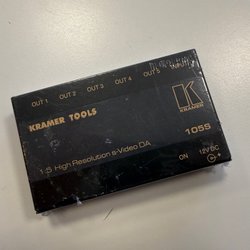 OUT 1 OUT 2 OUT 3 OUT 4 OUT 5 INPUT
KRAMER TOOLS
K
KRAMER
105S
1:5 High Resolution s-Video DA
ON 12V DC